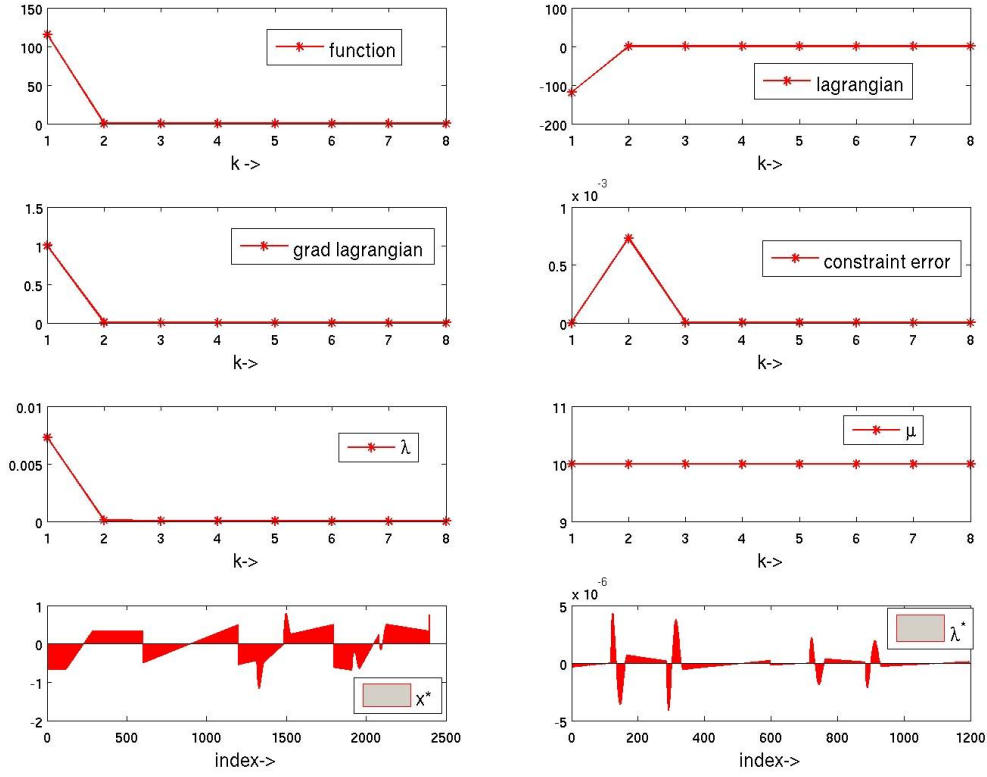 150
100
50
0
function
1 2 3 4 5 6 7 8
k ->
100
0
-100
-200
lagrangian
1 2 3 4 5 6 7 8
k->
1.5
1
0.5
0
grad lagrangian
1 2 3 4 5 6 7 8
k->
x 10^-3
1
0.5
0
constraint error
1 2 3 4 5 6 7 8
k->
0.01
0.005
0
λ
1 2 3 4 5 6 7 8
k->
11
10
9
μ
1 2 3 4 5 6 7 8
k->
1
0
-1
-2
x*
0 500 1000 1500 2000 2500
index->
x 10^-6
5
0
-5
λ*
0 200 400 600 800 1000 1200
index->